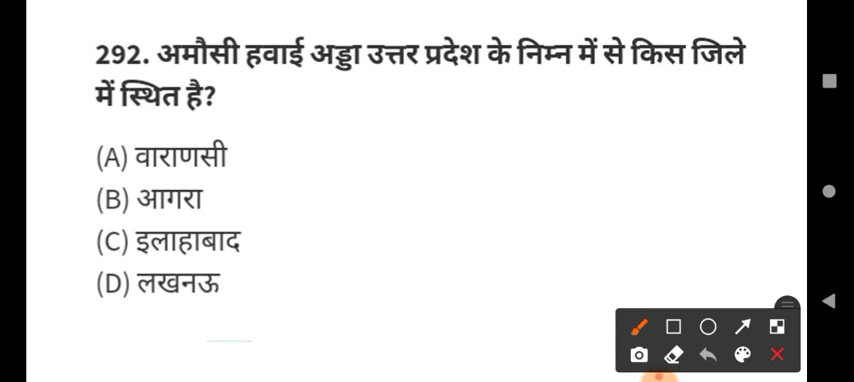 292. अमौसी हवाई अड्डा उत्तर प्रदेश के निम्न में से किस जिले
में स्थित है?
(A) वाराणसी
(B) आगरा
(C) इलाहाबाद
(D) लखनऊ